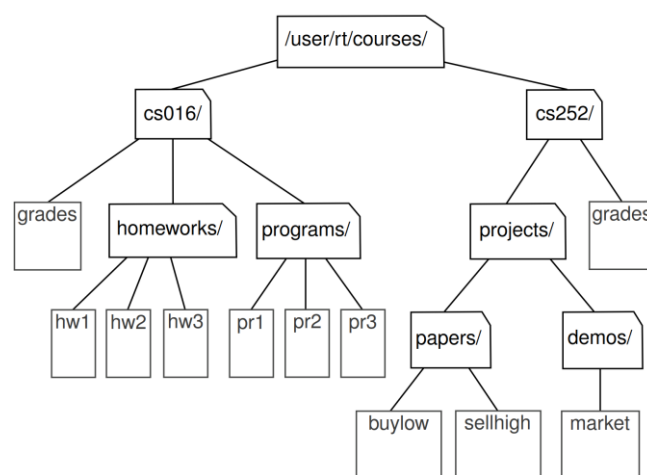 /user/rt/courses/
cs016/
cs252/
grades
homeworks/
programs/
projects/
grades
hw1
hw2
hw3
pr1
pr2
pr3
papers/
demos/
buylow
sellhigh
market